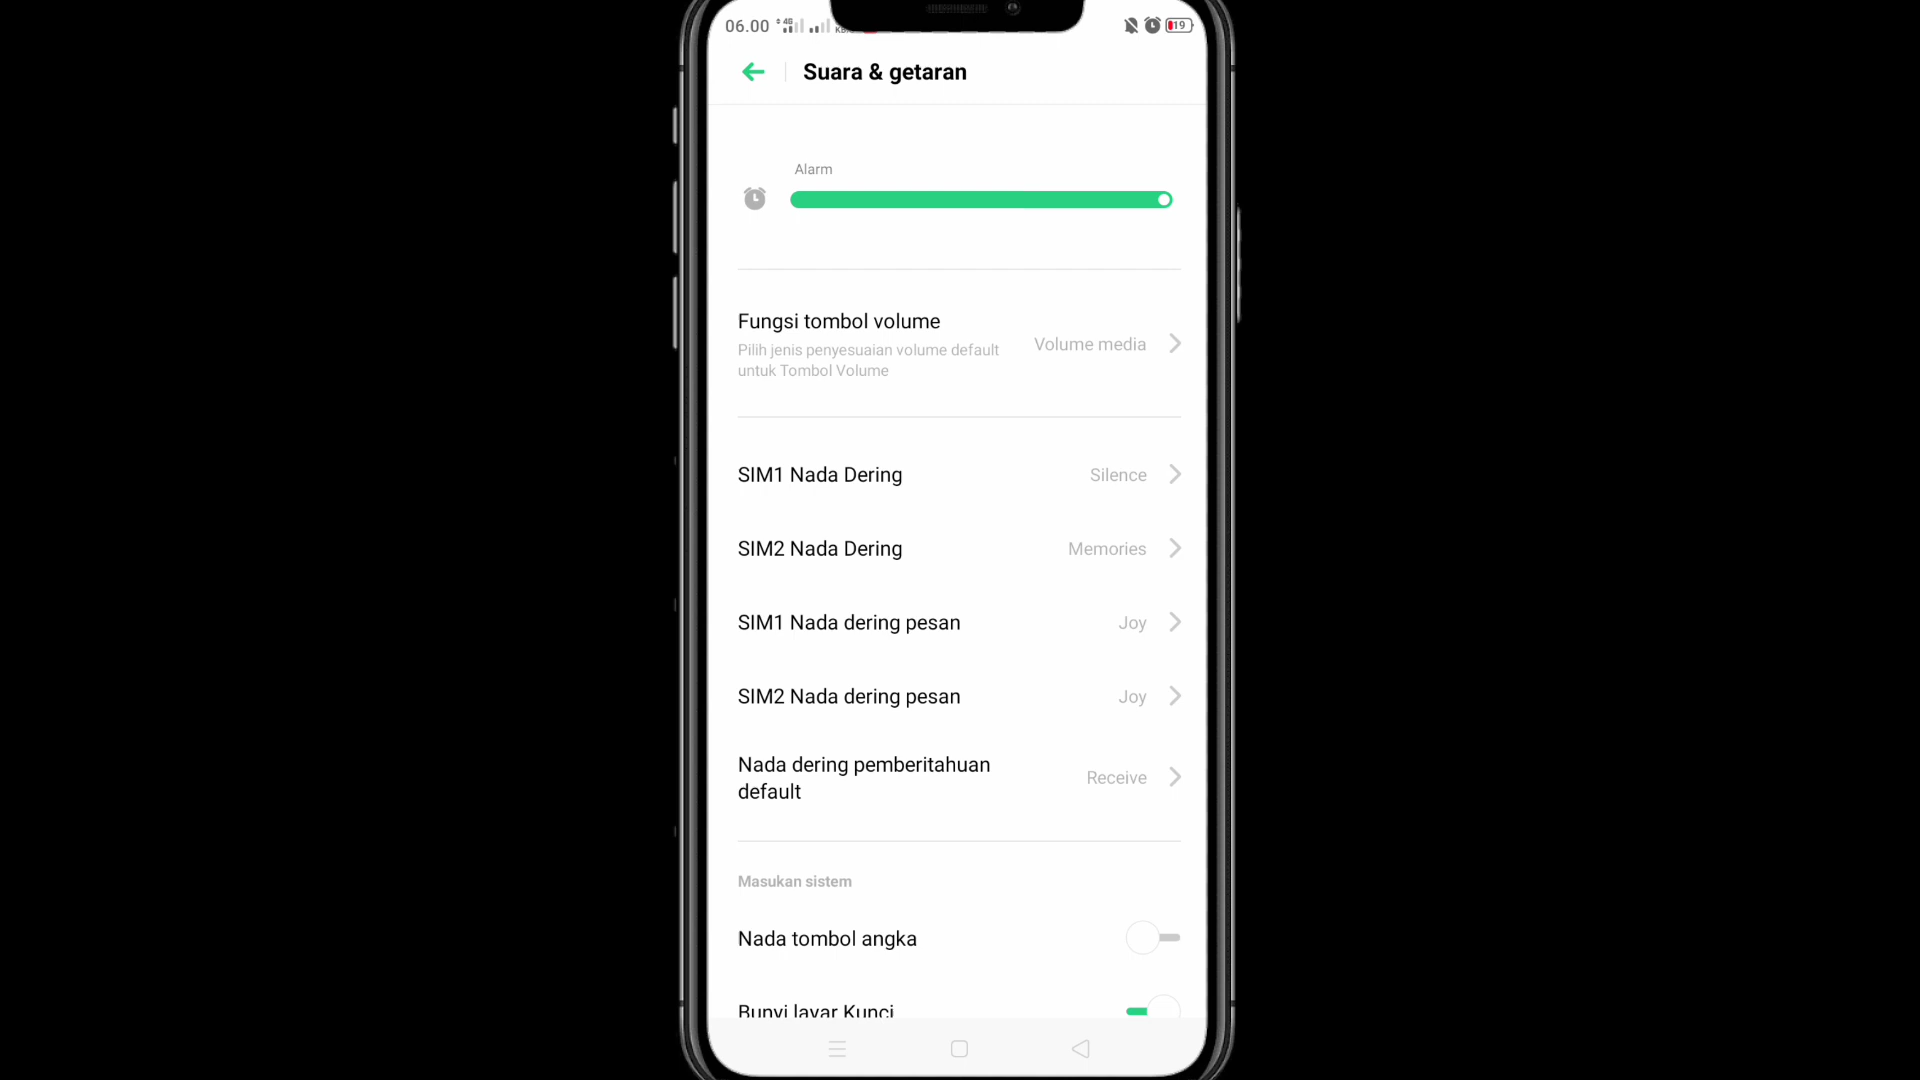 06.00 4G 19
Suara & getaran
Alarm
Fungsi tombol volume
Pilih jenis penyesuaian volume default
untuk Tombol Volume
Volume media
SIM1 Nada Dering Silence
SIM2 Nada Dering Memories
SIM1 Nada dering pesan Joy
SIM2 Nada dering pesan Joy
Nada dering pemberitahuan
default
Receive
Masukan sistem
Nada tombol angka
Bunyi layar Kunci